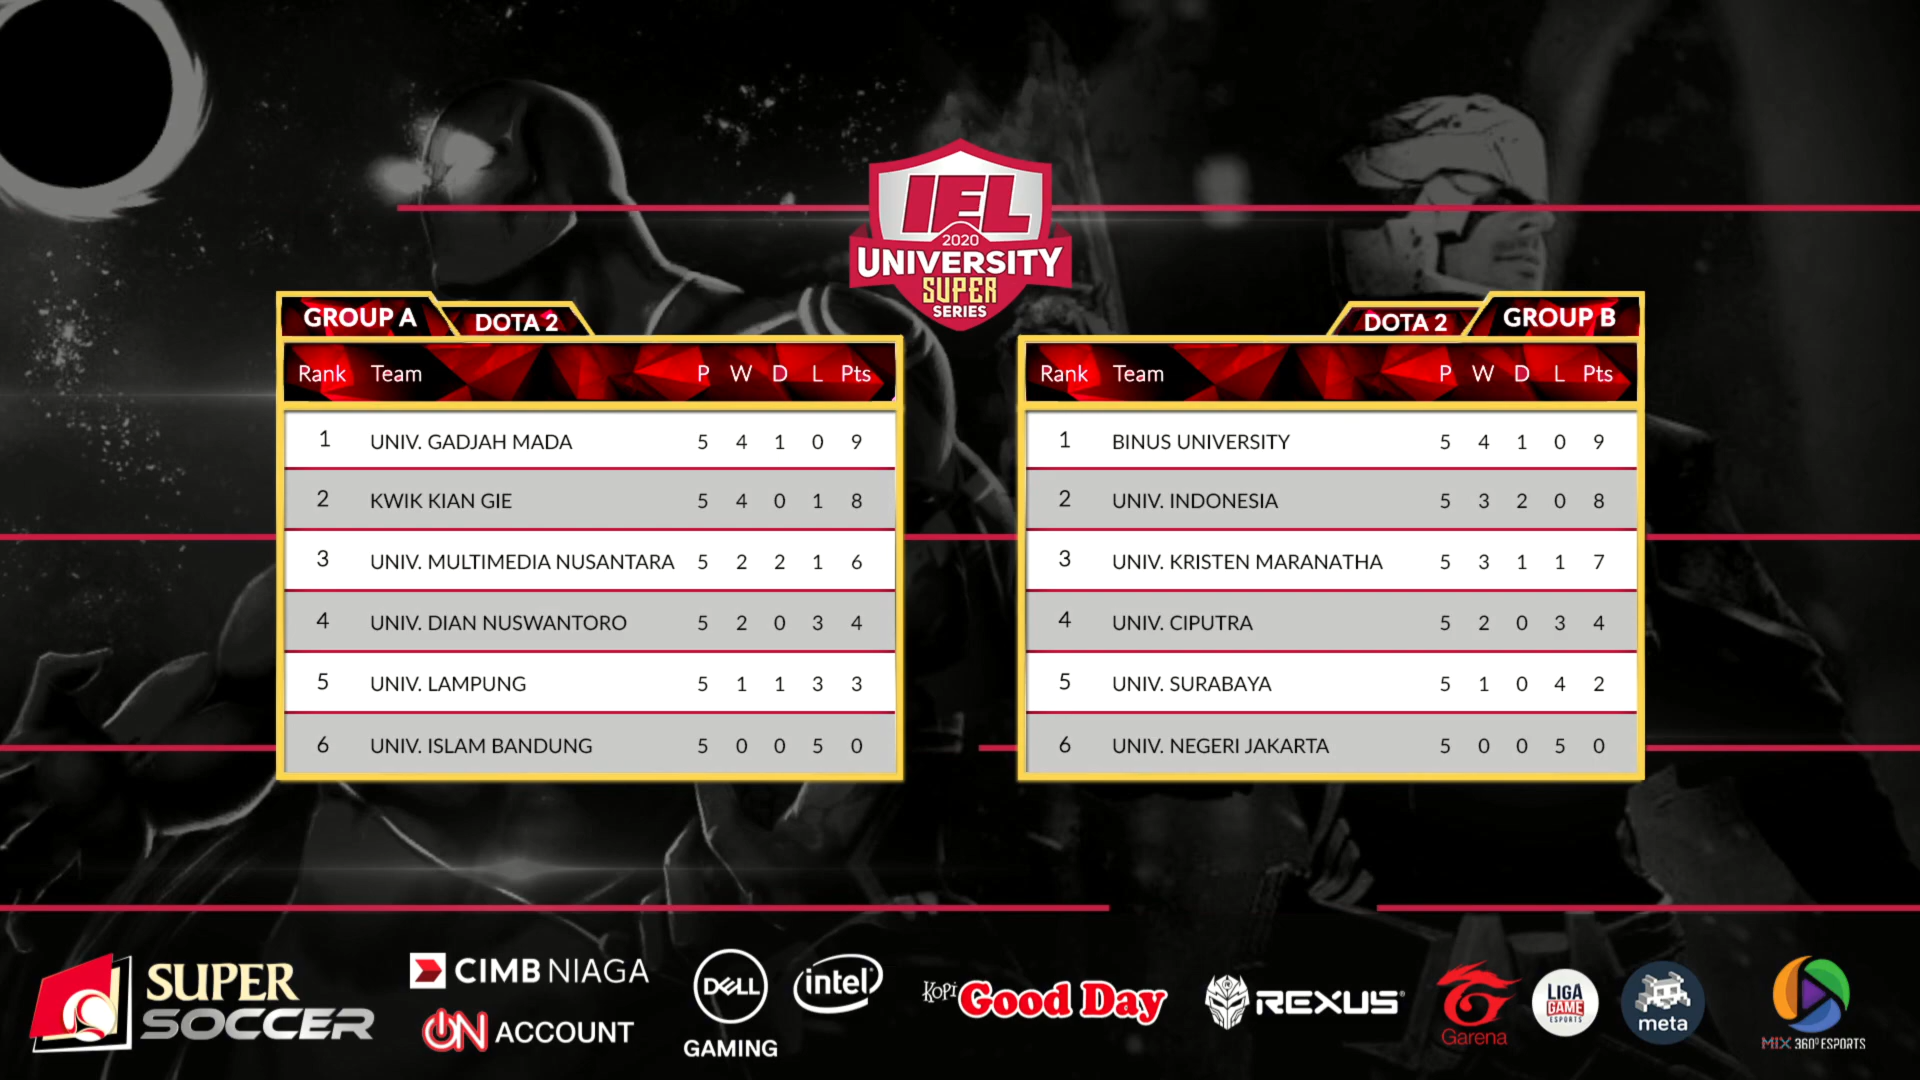 IEL
2020
UNIVERSITY
SUPER
SERIES
GROUP A
DOTA 2
Rank Team P W D L Pts
1 UNIV. GADJAH MADA 5 4 1 0 9
2 KWIK KIAN GIE 5 4 0 1 8
3 UNIV. MULTIMEDIA NUSANTARA 5 2 2 1 6
4 UNIV. DIAN NUSWANTORO 5 2 0 3 4
5 UNIV. LAMPUNG 5 1 1 3 3
6 UNIV. ISLAM BANDUNG 5 0 0 5 0
DOTA 2
GROUP B
Rank Team P W D L Pts
1 BINUS UNIVERSITY 5 4 1 0 9
2 UNIV. INDONESIA 5 3 2 0 8
3 UNIV. KRISTEN MARANATHA 5 3 1 1 7
4 UNIV. CIPUTRA 5 2 0 3 4
5 UNIV. SURABAYA 5 1 0 4 2
6 UNIV. NEGERI JAKARTA 5 0 0 5 0
SUPER
SOCCER
CIMB NIAGA
ON ACCOUNT
DELL
GAMING
intel
Kopi Good Day
REXUS
Garena
LIGA
GAME
ESPORTS
meta
MIX 360° ESPORTS